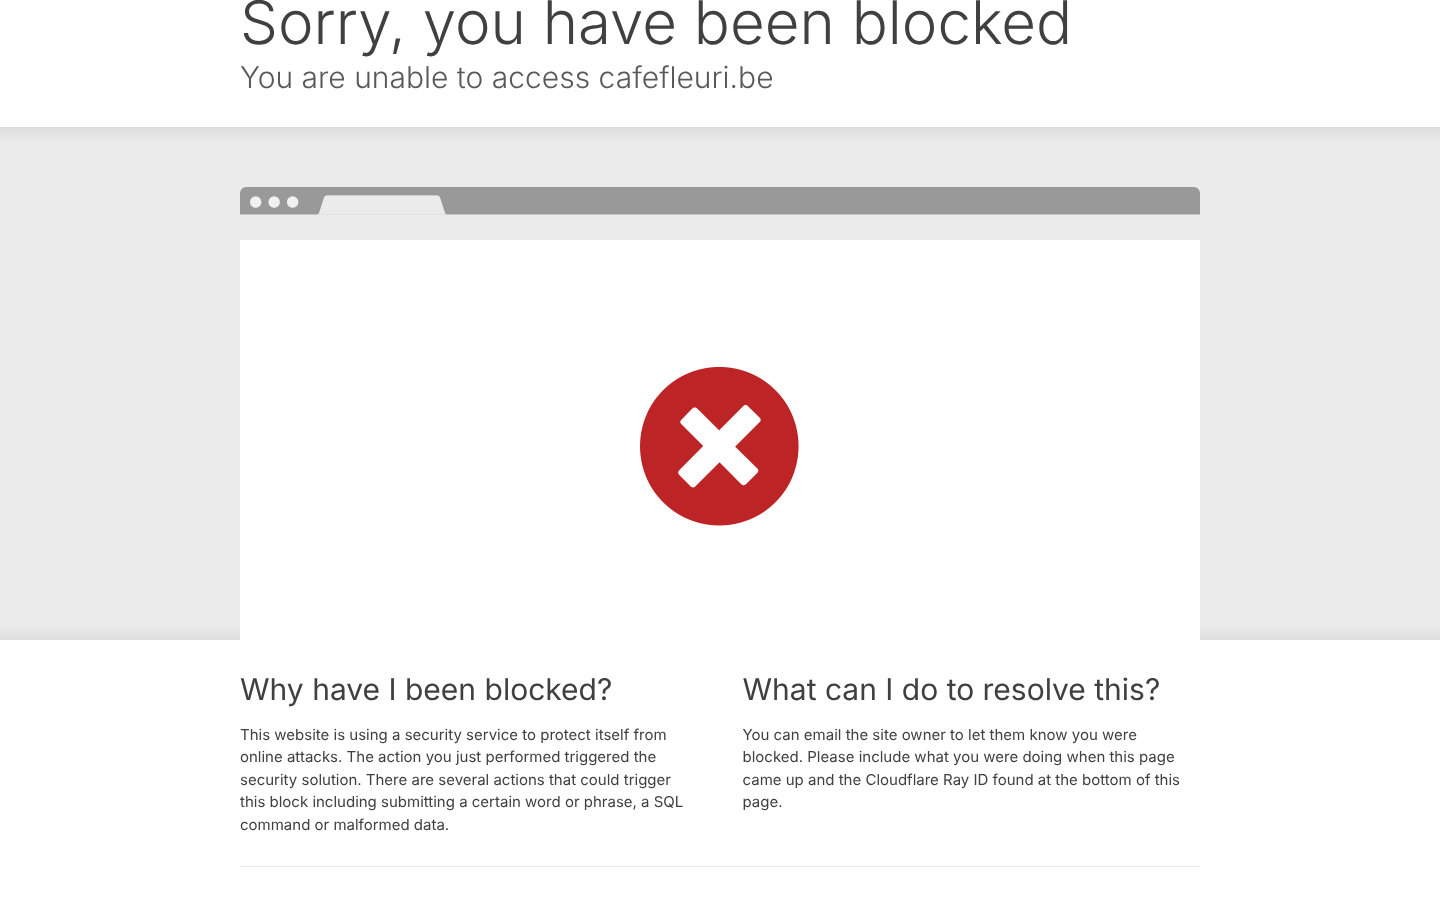 Sorry, you have been blocked
You are unable to access cafefleuri.be
Why have I been blocked?
This website is using a security service to protect itself from
online attacks. The action you just performed triggered the
security solution. There are several actions that could trigger
this block including submitting a certain word or phrase, a SQL
command or malformed data.
What can I do to resolve this?
You can email the site owner to let them know you were
blocked. Please include what you were doing when this page
came up and the Cloudflare Ray ID found at the bottom of this
page.